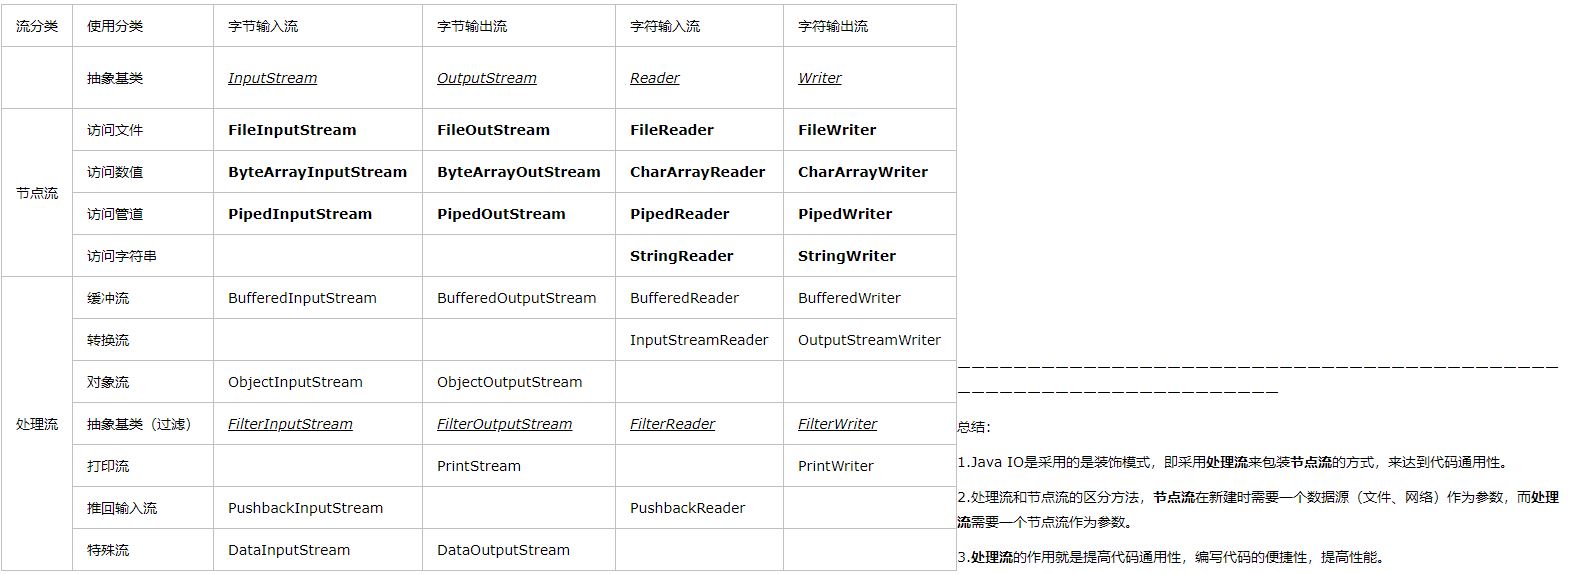 流分类 使用分类 字节输入流 字节输出流 字符输入流 字符输出流
抽象基类 InputStream OutputStream Reader Writer
节点流
访问文件 FileInputStream FileOutStream FileReader FileWriter
访问数值 ByteArrayInputStream ByteArrayOutStream CharArrayReader CharArrayWriter
访问管道 PipedInputStream PipedOutStream PipedReader PipedWriter
访问字符串 StringReader StringWriter
处理流
缓冲流 BufferedInputStream BufferedOutputStream BufferedReader BufferedWriter
转换流 InputStreamReader OutputStreamWriter
对象流 ObjectInputStream ObjectOutputStream
抽象基类（过滤） FilterInputStream FilterOutputStream FilterReader FilterWriter
打印流 PrintStream PrintWriter
推回输入流 PushbackInputStream PushbackReader
特殊流 DataInputStream DataOutputStream
———————————————————————————————————————————
———————————————————————
总结：
1.Java IO是采用的是装饰模式，即采用处理流来包装节点流的方式，来达到代码通用性。
2.处理流和节点流的区分方法，节点流在新建时需要一个数据源（文件、网络）作为参数，而处理
流需要一个节点流作为参数。
3.处理流的作用就是提高代码通用性，编写代码的便捷性，提高性能。